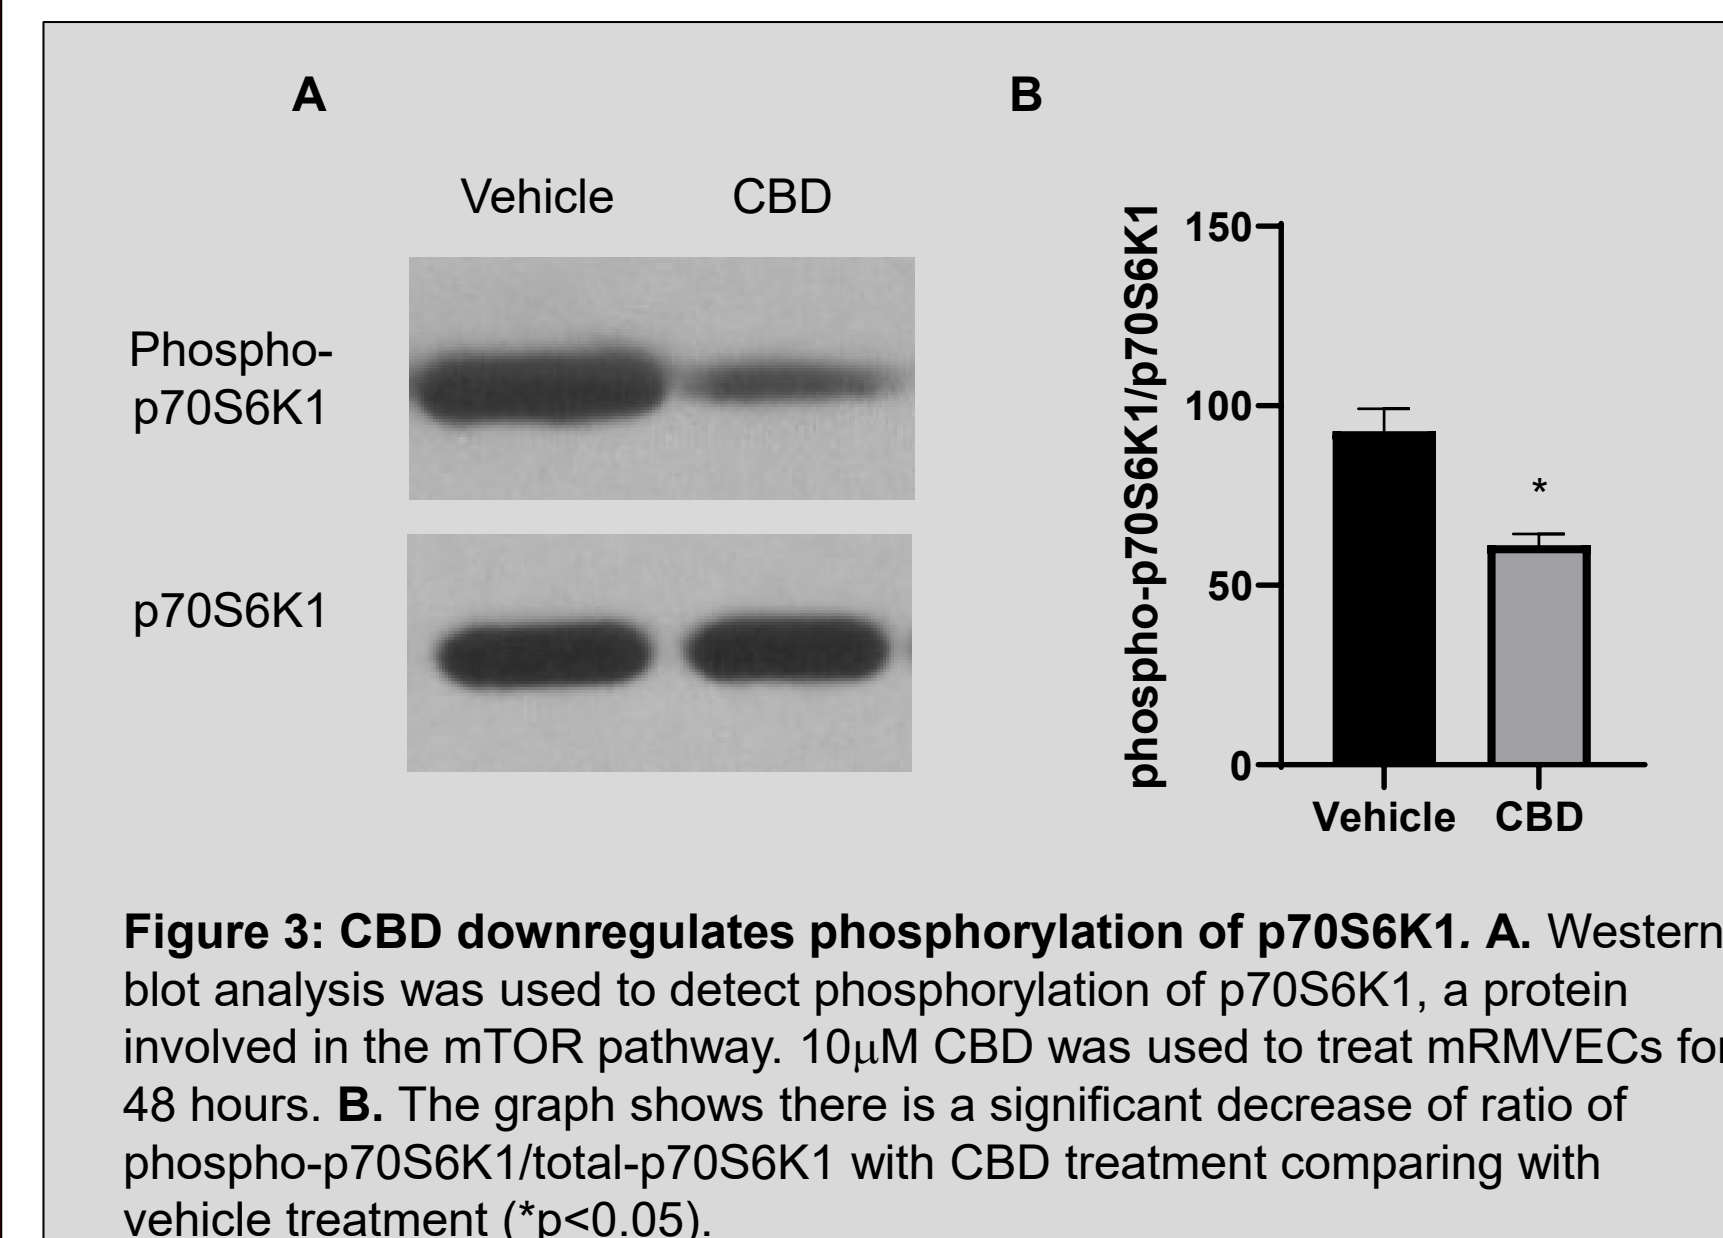 A
B
Vehicle CBD
Phospho-
p70S6K1
p70S6K1
phospho-p70S6K1/p70S6K1
150
100
50
0
*
Vehicle CBD
Figure 3: CBD downregulates phosphorylation of p70S6K1. A. Western
blot analysis was used to detect phosphorylation of p70S6K1, a protein
involved in the mTOR pathway. 10μM CBD was used to treat mRMVECs for
48 hours. B. The graph shows there is a significant decrease of ratio of
phospho-p70S6K1/total-p70S6K1 with CBD treatment comparing with
vehicle treatment (*p<0.05).